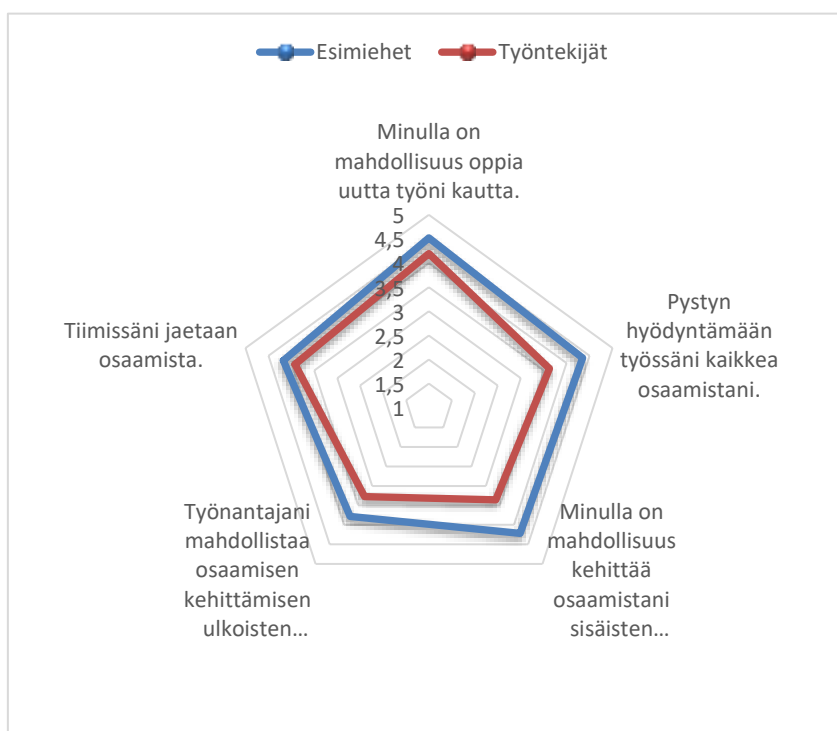 Esimiehet Työntekijät
Minulla on
mahdollisuus oppia
uutta työni kautta.
5
4,5
4
3,5
3
2,5
2
1,5
1
Pystyn
hyödyntämään
työssäni kaikkea
osaamistani.
Minulla on
mahdollisuus
kehittää
osaamistani
sisäisten…
Työnantajani
mahdollistaa
osaamisen
kehittämisen
ulkoisten…
Tiimissäni jaetaan
osaamista.